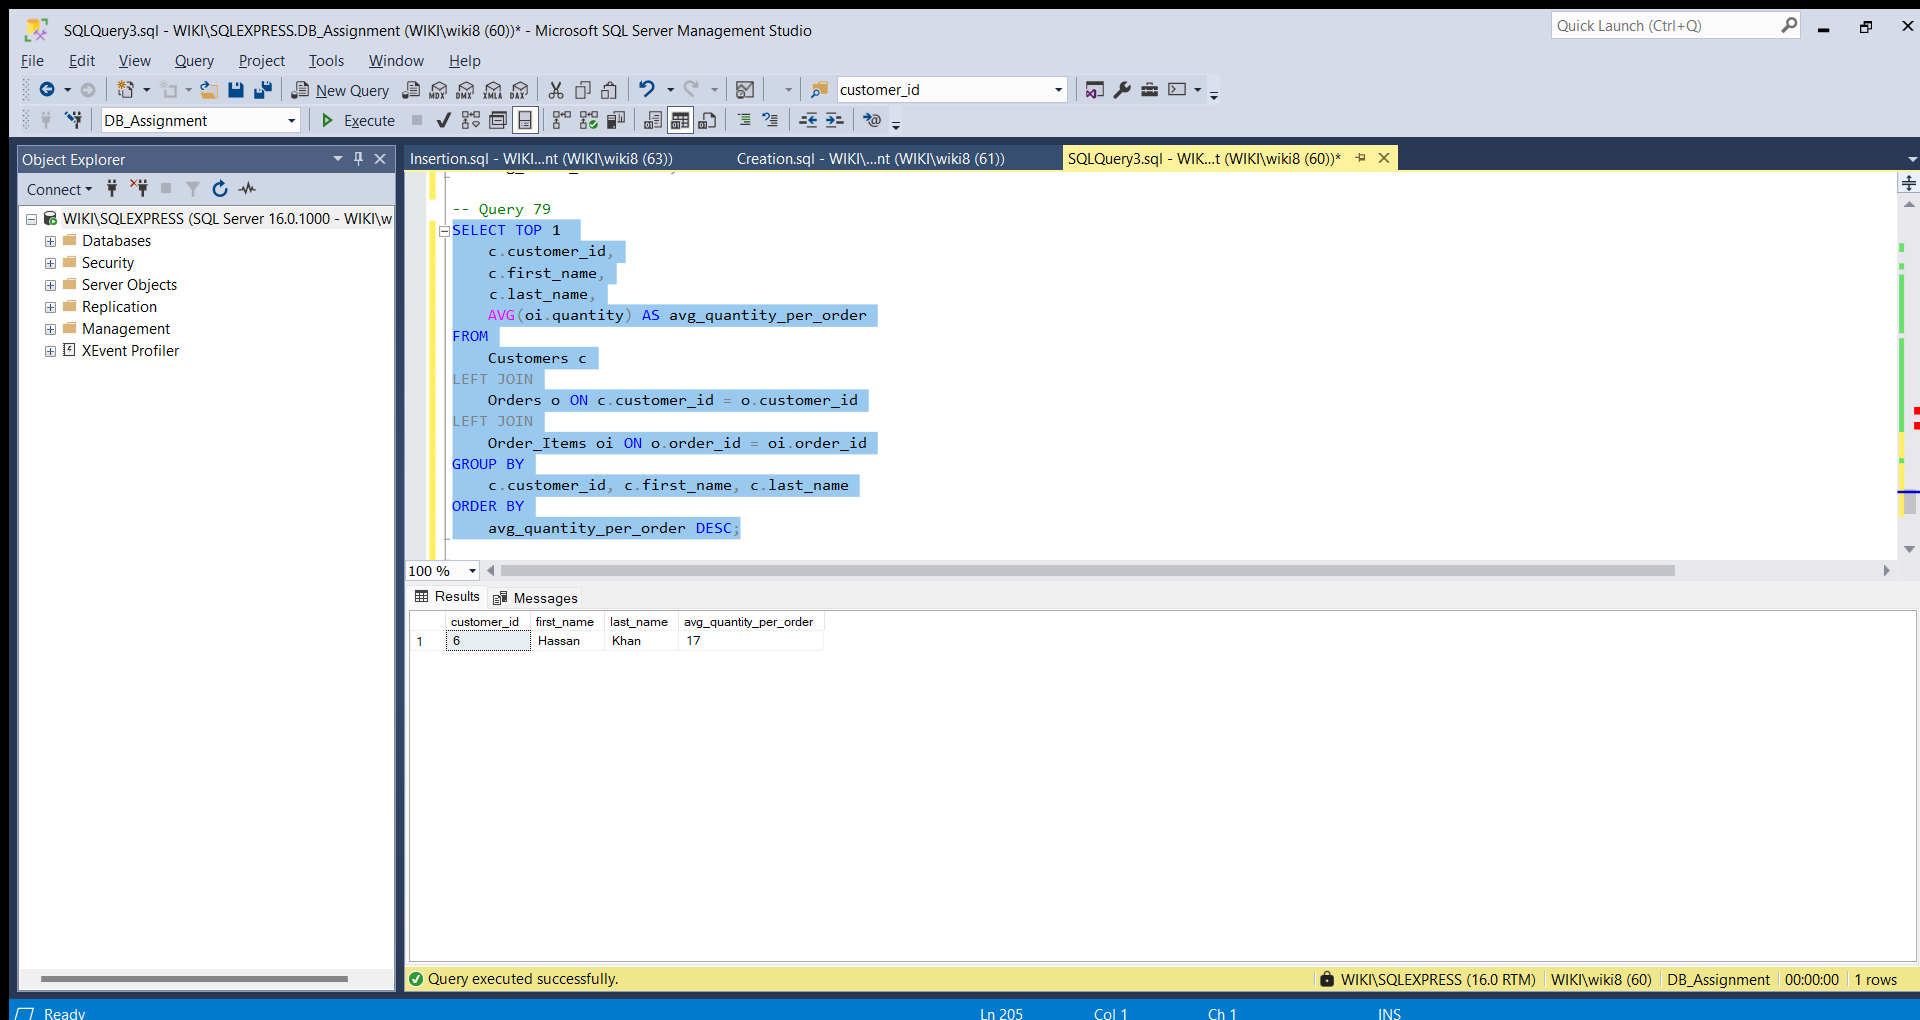 SQLQuery3.sql - WIKI\SQLEXPRESS.DB_Assignment (WIKI\wiki8 (60))* - Microsoft SQL Server Management Studio
Quick Launch (Ctrl+Q)
File Edit View Query Project Tools Window Help
New Query MDX DMX XMLA DAX customer_id
DB_Assignment Execute
Object Explorer
Insertion.sql - WIKI...nt (WIKI\wiki8 (63)) Creation.sql - WIKI\...nt (WIKI\wiki8 (61)) SQLQuery3.sql - WIK...t (WIKI\wiki8 (60))*
Connect
WIKI\SQLEXPRESS (SQL Server 16.0.1000 - WIKI\w
Databases
Security
Server Objects
Replication
Management
XEvent Profiler
-- Query 79
SELECT TOP 1
c.customer_id,
c.first_name,
c.last_name,
AVG(oi.quantity) AS avg_quantity_per_order
FROM
Customers c
LEFT JOIN
Orders o ON c.customer_id = o.customer_id
LEFT JOIN
Order_Items oi ON o.order_id = oi.order_id
GROUP BY
c.customer_id, c.first_name, c.last_name
ORDER BY
avg_quantity_per_order DESC;
100 %
Results Messages
customer_id first_name last_name avg_quantity_per_order
1 6 Hassan Khan 17
Query executed successfully.
WIKI\SQLEXPRESS (16.0 RTM) WIKI\wiki8 (60) DB_Assignment 00:00:00 1 rows
Ready Ln 205 Col 1 Ch 1 INS